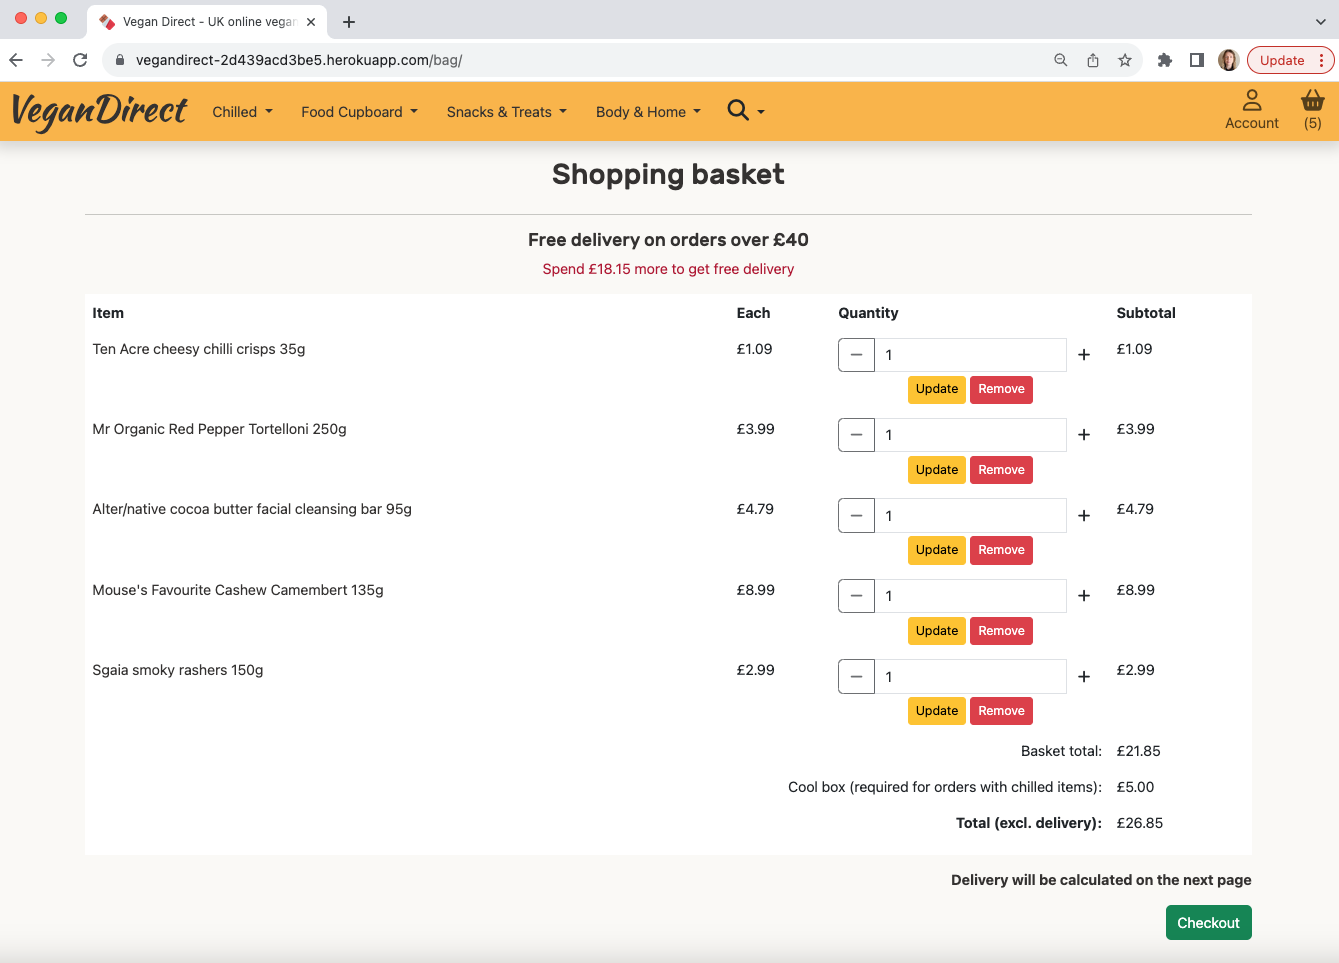 Vegan Direct - UK online vegan
vegandirect-2d439acd3be5.herokuapp.com/bag/
Update
VeganDirect
Chilled
Food Cupboard
Snacks & Treats
Body & Home
Account
(5)
Shopping basket
Free delivery on orders over £40
Spend £18.15 more to get free delivery
Item Each Quantity Subtotal
Ten Acre cheesy chilli crisps 35g £1.09 − 1 + £1.09
Update Remove
Mr Organic Red Pepper Tortelloni 250g £3.99 − 1 + £3.99
Update Remove
Alter/native cocoa butter facial cleansing bar 95g £4.79 − 1 + £4.79
Update Remove
Mouse's Favourite Cashew Camembert 135g £8.99 − 1 + £8.99
Update Remove
Sgaia smoky rashers 150g £2.99 − 1 + £2.99
Update Remove
Basket total: £21.85
Cool box (required for orders with chilled items): £5.00
Total (excl. delivery): £26.85
Delivery will be calculated on the next page
Checkout